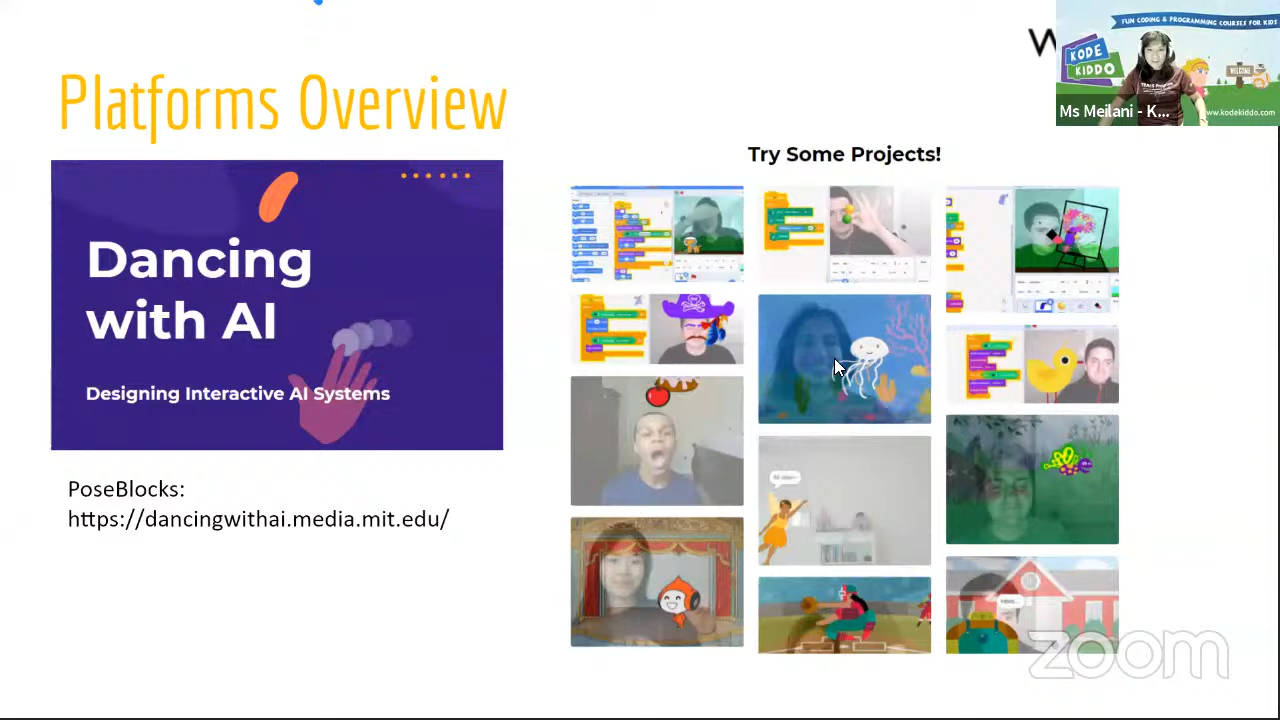 Platforms Overview
W
FUN CODING & PROGRAMMING COURSES FOR KIDS
KODE
KIDDO
WELCOME
Ms Meilani - K...
www.kodekiddo.com
Dancing
with AI
Designing Interactive AI Systems
PoseBlocks:
https://dancingwithai.media.mit.edu/
Try Some Projects!
zoom